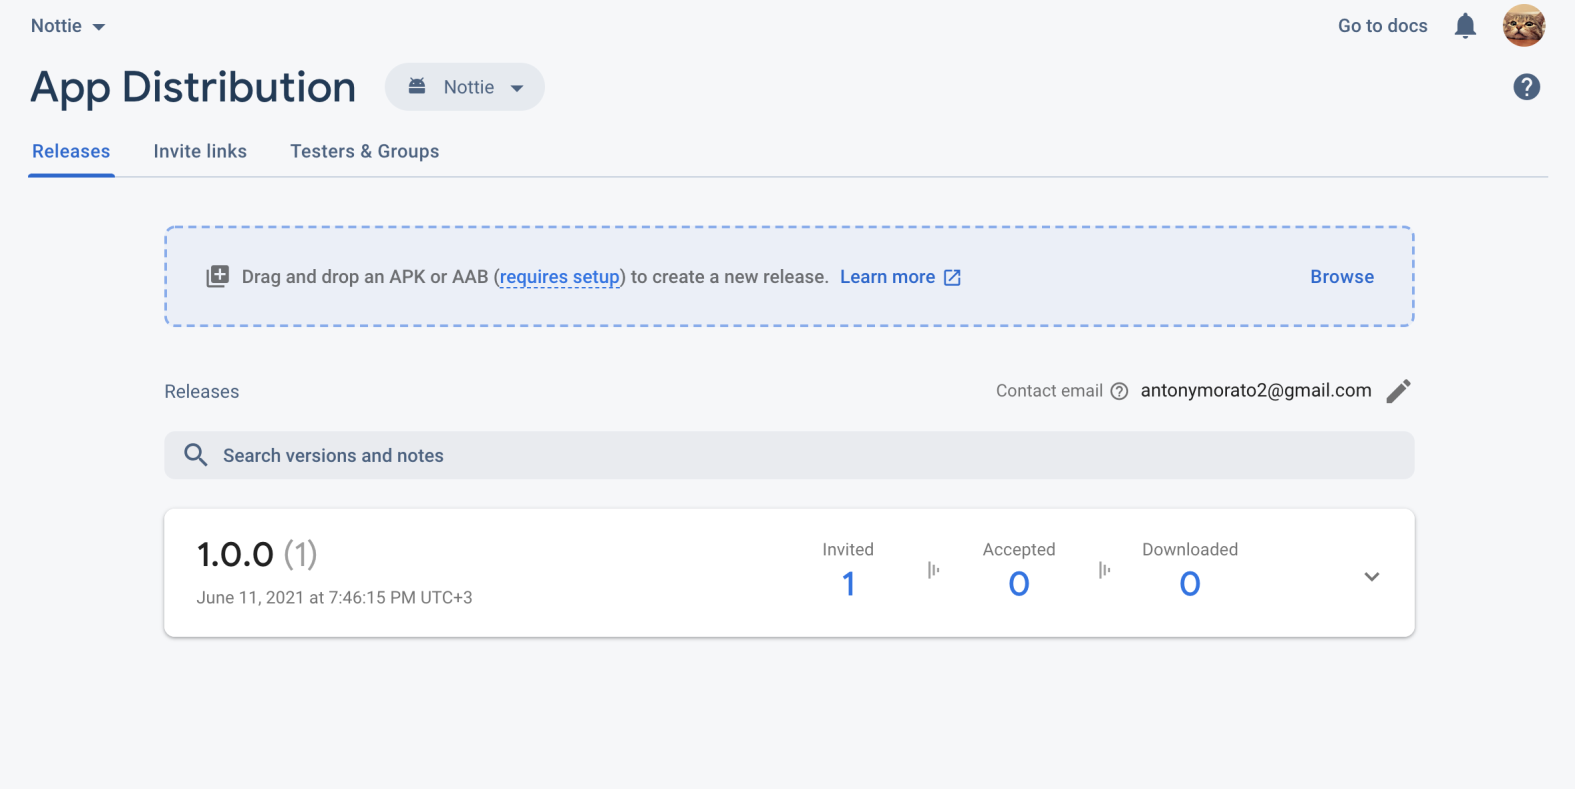 Nottie
Go to docs
App Distribution
Nottie
Releases
Invite links
Testers & Groups
Drag and drop an APK or AAB (requires setup) to create a new release. Learn more
Browse
Releases
Contact email
antonymorato2@gmail.com
Search versions and notes
1.0.0 (1)
June 11, 2021 at 7:46:15 PM UTC+3
Invited
1
Accepted
0
Downloaded
0